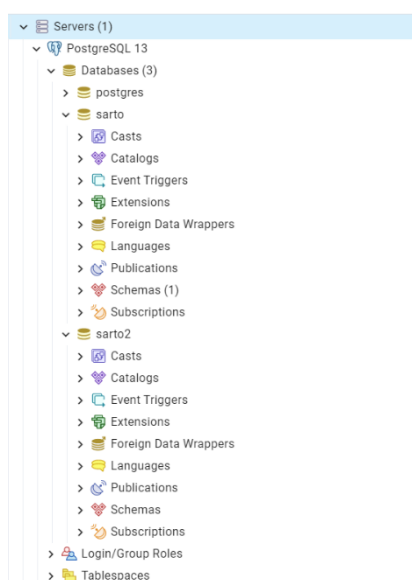 Servers (1)
PostgreSQL 13
Databases (3)
postgres
sarto
Casts
Catalogs
Event Triggers
Extensions
Foreign Data Wrappers
Languages
Publications
Schemas (1)
Subscriptions
sarto2
Casts
Catalogs
Event Triggers
Extensions
Foreign Data Wrappers
Languages
Publications
Schemas
Subscriptions
Login/Group Roles
Tablespaces